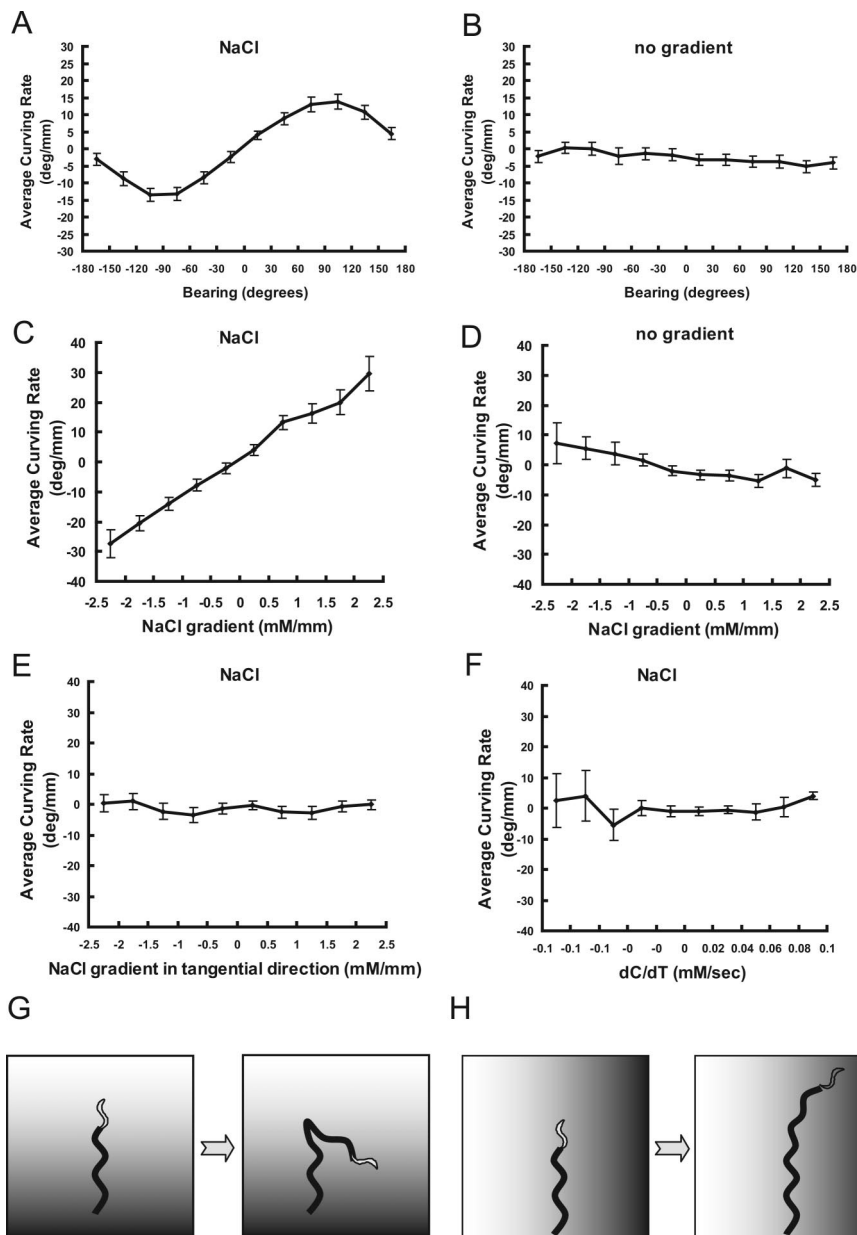 A
NaCl
30
25
20
15
10
5
0
-5
-10
-15
-20
-25
-30
Average Curving Rate
(deg/mm)
-180 -150 -120 -90 -60 -30 0 30 60 90 120 150 180
Bearing (degrees)
B
no gradient
30
25
20
15
10
5
0
-5
-10
-15
-20
-25
-30
Average Curving Rate
(deg/mm)
-180 -150 -120 -90 -60 -30 0 30 60 90 120 150 180
Bearing (degrees)
C
NaCl
40
30
20
10
0
-10
-20
-30
-40
Average Curving Rate
(deg/mm)
-2.5 -2 -1.5 -1 -0.5 0 0.5 1 1.5 2 2.5
NaCl gradient (mM/mm)
D
no gradient
40
30
20
10
0
-10
-20
-30
-40
Average Curving Rate
(deg/mm)
-2.5 -2 -1.5 -1 -0.5 0 0.5 1 1.5 2 2.5
NaCl gradient (mM/mm)
E
NaCl
40
30
20
10
0
-10
-20
-30
-40
Average Curving Rate
(deg/mm)
-2.5 -2 -1.5 -1 -0.5 0 0.5 1 1.5 2 2.5
NaCl gradient in tangential direction (mM/mm)
F
NaCl
40
30
20
10
0
-10
-20
-30
-40
Average Curving Rate
(deg/mm)
-0.1 -0.1 -0.1 -0 -0 0 0.02 0.04 0.06 0.08 0.1
dC/dT (mM/sec)
G
H